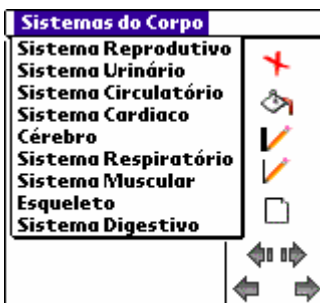 Sistemas do Corpo
Sistema Reprodutivo
Sistema Urinário
Sistema Circulatório
Sistema Cardiaco
Cérebro
Sistema Respiratório
Sistema Muscular
Esqueleto
Sistema Digestivo